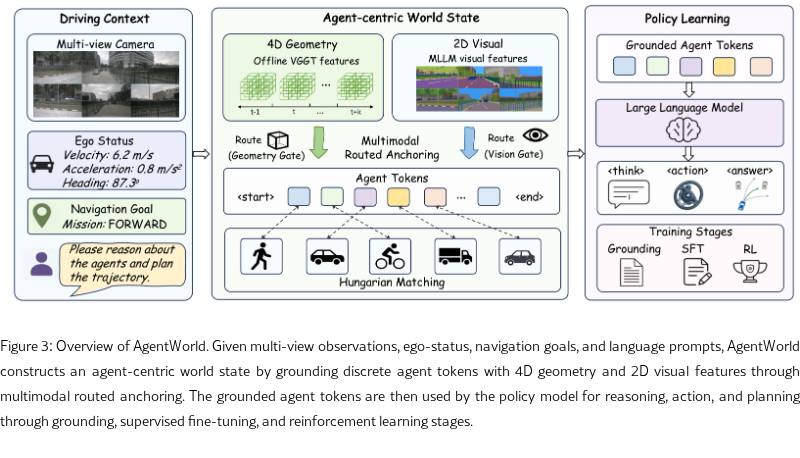 Driving Context
Multi-view Camera
Ego Status
Velocity: 6.2 m/s
Acceleration: 0.8 m/s²
Heading: 87.3°
Navigation Goal
Mission: FORWARD
Please reason about
the agents and plan
the trajectory.
Agent-centric World State
4D Geometry
Offline VGGT features
t-1 t ... t+k
2D Visual
MLLM visual features
Route
(Geometry Gate)
Multimodal
Routed Anchoring
Route
(Vision Gate)
Agent Tokens
<start> ... <end>
Hungarian Matching
Policy Learning
Grounded Agent Tokens
Large Language Model
<think> <action> <answer>
Training Stages
Grounding SFT RL
Figure 3: Overview of AgentWorld. Given multi-view observations, ego-status, navigation goals, and language prompts, AgentWorld
constructs an agent-centric world state by grounding discrete agent tokens with 4D geometry and 2D visual features through
multimodal routed anchoring. The grounded agent tokens are then used by the policy model for reasoning, action, and planning
through grounding, supervised fine-tuning, and reinforcement learning stages.